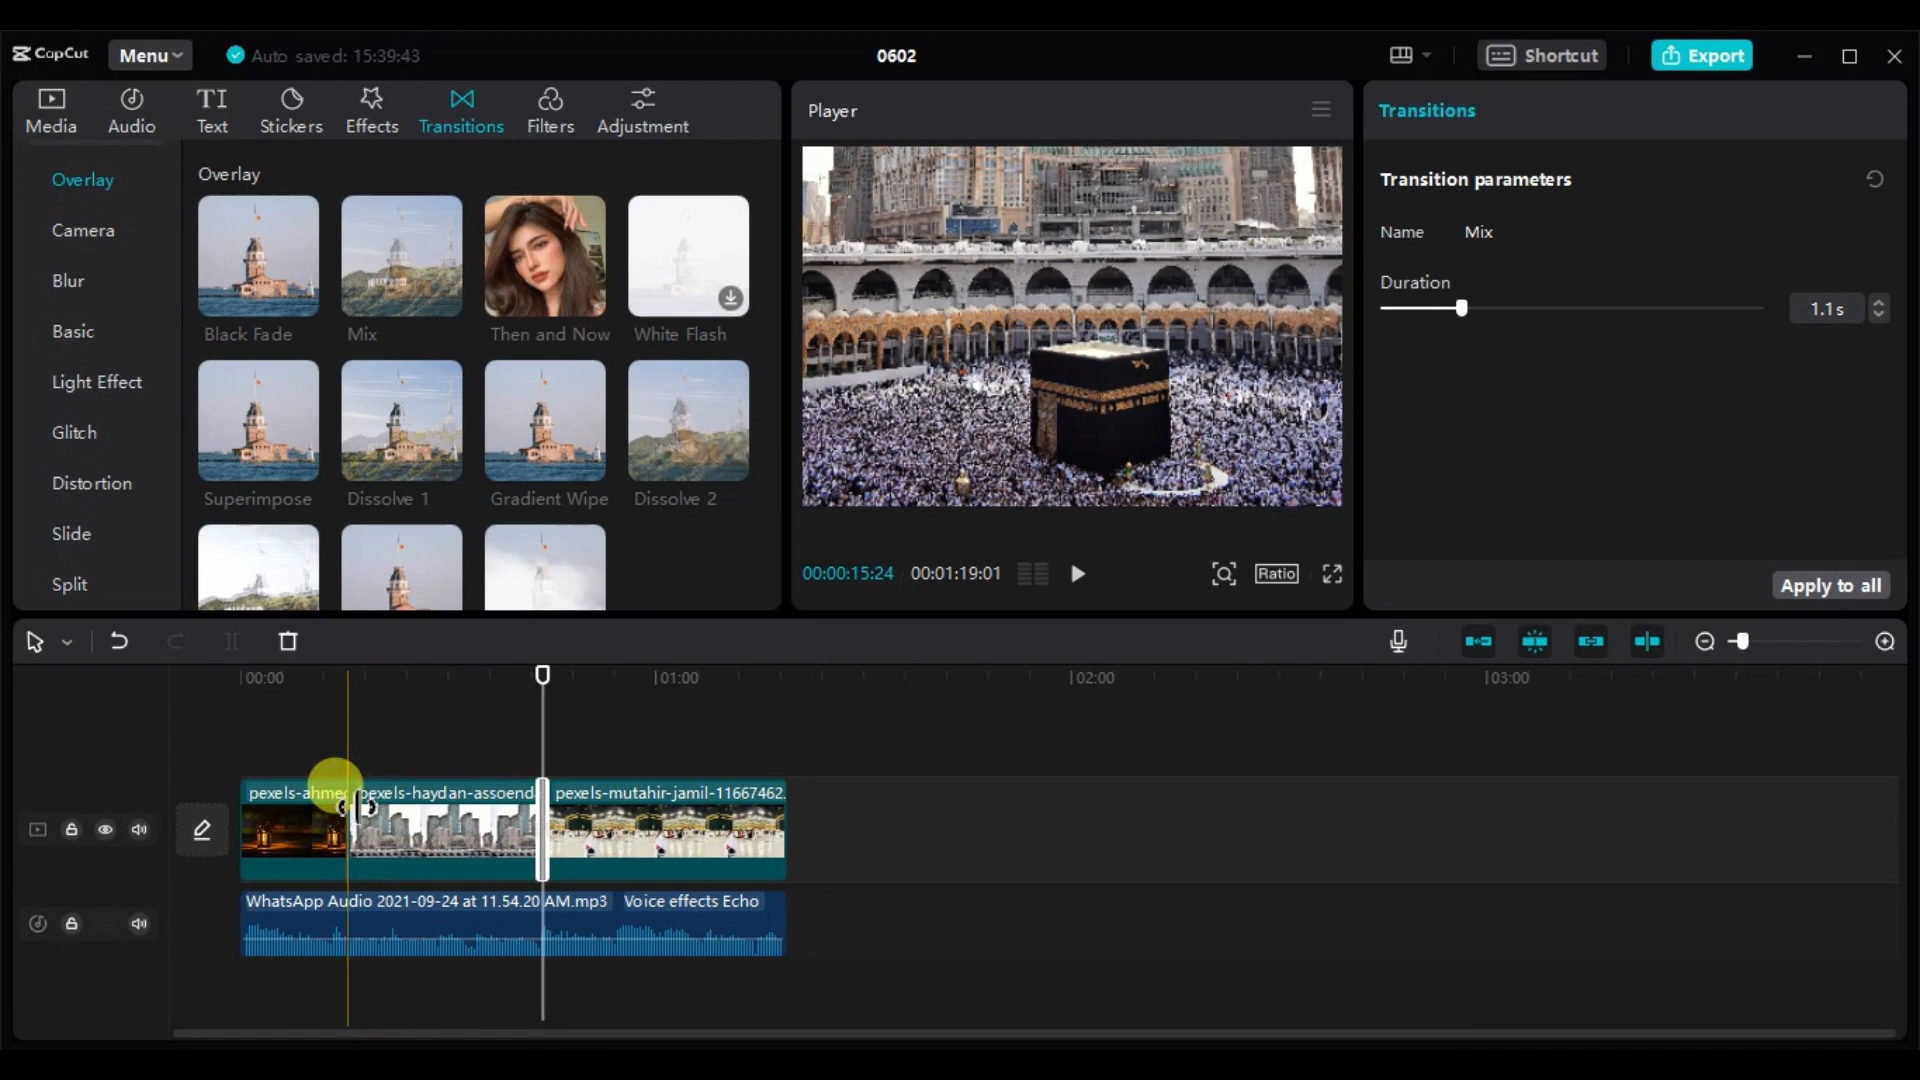 CapCut
Menu
Auto saved: 15:39:43
0602
Shortcut
Export
Media
Audio
TI
Text
Stickers
Effects
Transitions
Filters
Adjustment
Overlay
Camera
Blur
Basic
Light Effect
Glitch
Distortion
Slide
Split
Overlay
Black Fade
Mix
Then and Now
White Flash
Superimpose
Dissolve 1
Gradient Wipe
Dissolve 2
Player
00:00:15:24
00:01:19:01
Ratio
Transitions
Transition parameters
Name Mix
Duration
1.1s
Apply to all
00:00
01:00
02:00
03:00
pexels-ahmed
pexels-haydan-assoend
pexels-mutahir-jamil-11667462.
WhatsApp Audio 2021-09-24 at 11.54.20 AM.mp3
Voice effects Echo